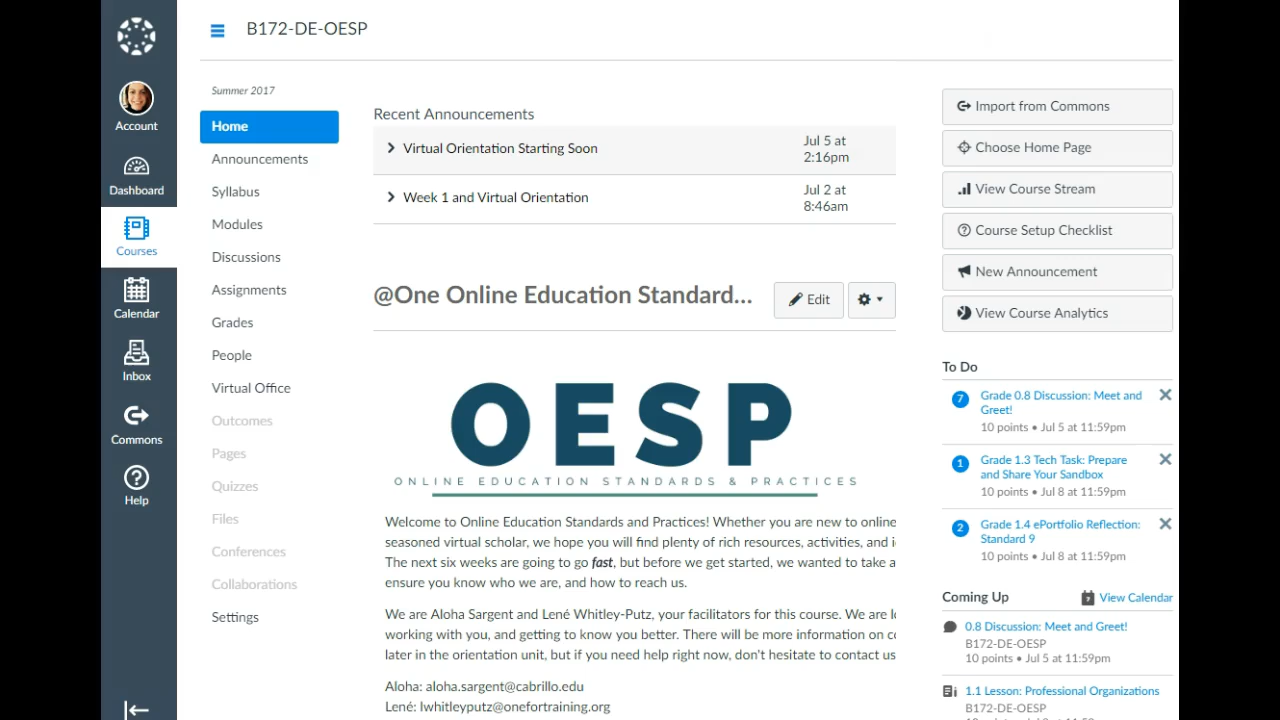 B172-DE-OESP
Account
Dashboard
Courses
Calendar
Inbox
Commons
Help
Summer 2017
Home
Announcements
Syllabus
Modules
Discussions
Assignments
Grades
People
Virtual Office
Outcomes
Pages
Quizzes
Files
Conferences
Collaborations
Settings
Recent Announcements
Virtual Orientation Starting Soon
Jul 5 at
2:16pm
Week 1 and Virtual Orientation
Jul 2 at
8:46am
@One Online Education Standard...
Edit
OESP
ONLINE EDUCATION STANDARDS & PRACTICES
Welcome to Online Education Standards and Practices! Whether you are new to online
seasoned virtual scholar, we hope you will find plenty of rich resources, activities, and
The next six weeks are going to go fast, but before we get started, we wanted to take a
ensure you know who we are, and how to reach us.
We are Aloha Sargent and Lené Whitley-Putz, your facilitators for this course. We are
working with you, and getting to know you better. There will be more information on
later in the orientation unit, but if you need help right now, don't hesitate to contact us
Aloha: aloha.sargent@cabrillo.edu
Lené: lwhitleyputz@onefortraining.org
Import from Commons
Choose Home Page
View Course Stream
Course Setup Checklist
New Announcement
View Course Analytics
To Do
7
Grade 0.8 Discussion: Meet and
Greet!
10 points • Jul 5 at 11:59pm
1
Grade 1.3 Tech Task: Prepare
and Share Your Sandbox
10 points • Jul 8 at 11:59pm
2
Grade 1.4 ePortfolio Reflection:
Standard 9
10 points • Jul 8 at 11:59pm
Coming Up
View Calendar
0.8 Discussion: Meet and Greet!
B172-DE-OESP
10 points • Jul 5 at 11:59pm
1.1 Lesson: Professional Organizations
B172-DE-OESP